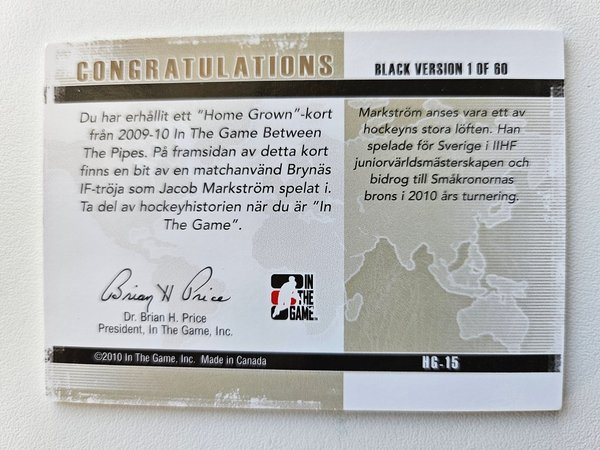 CONGRATULATIONS
BLACK VERSION 1 OF 60
Du har erhållit ett "Home Grown"-kort
från 2009-10 In The Game Between
The Pipes. På framsidan av detta kort
finns en bit av en matchanvänd Brynäs
IF-tröja som Jacob Markström spelat i.
Ta del av hockeyhistorien när du är "In
The Game".
Markström anses vara ett av
hockeyns stora löften. Han
spelade för Sverige i IIHF
juniorvärldsmästerskapen och
bidrog till Småkronornas
brons i 2010 års turnering.
Brian H Price
Dr. Brian H. Price
President, In The Game, Inc.
IN
THE
GAME
©2010 In The Game, Inc. Made in Canada
HG-15